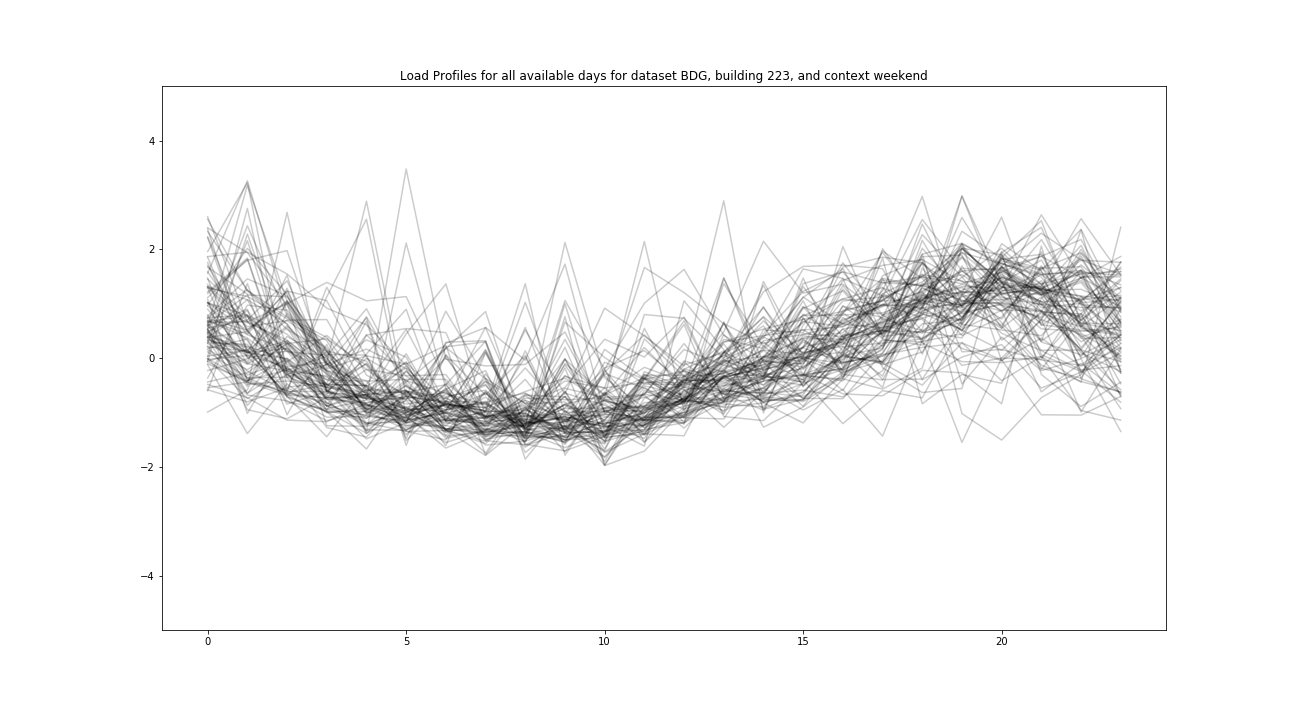 Load Profiles for all available days for dataset BDG, building 223, and context weekend
4
2
0
−2
−4
0 5 10 15 20